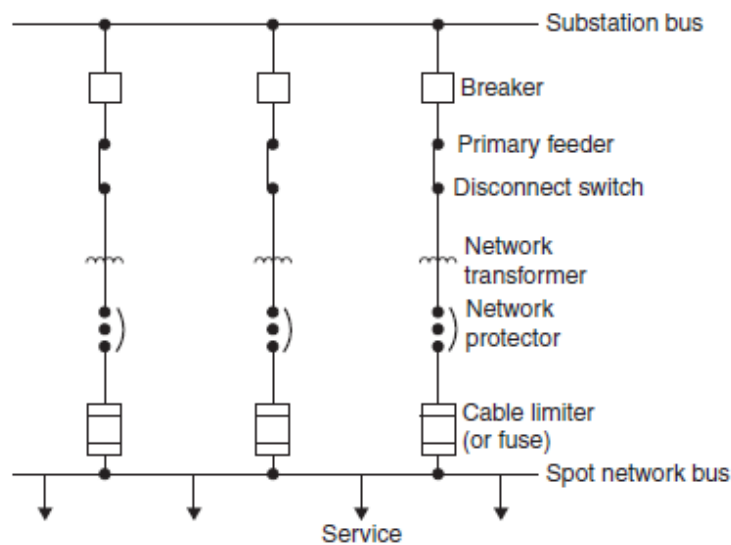 Substation bus
Breaker
Primary feeder
Disconnect switch
Network
transformer
Network
protector
Cable limiter
(or fuse)
Spot network bus
Service